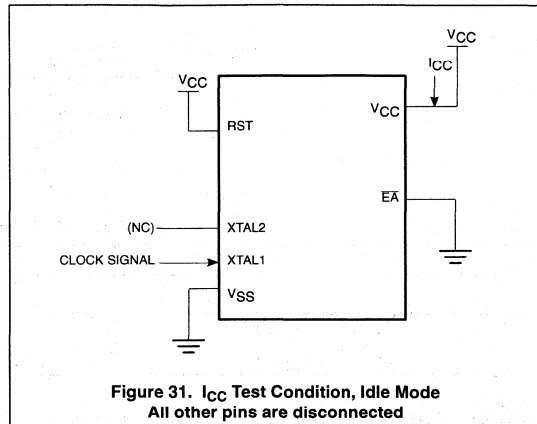 VCC
ICC
VCC
VCC
RST
EA
(NC)
XTAL2
CLOCK SIGNAL
XTAL1
VSS
Figure 31. ICC Test Condition, Idle Mode
All other pins are disconnected